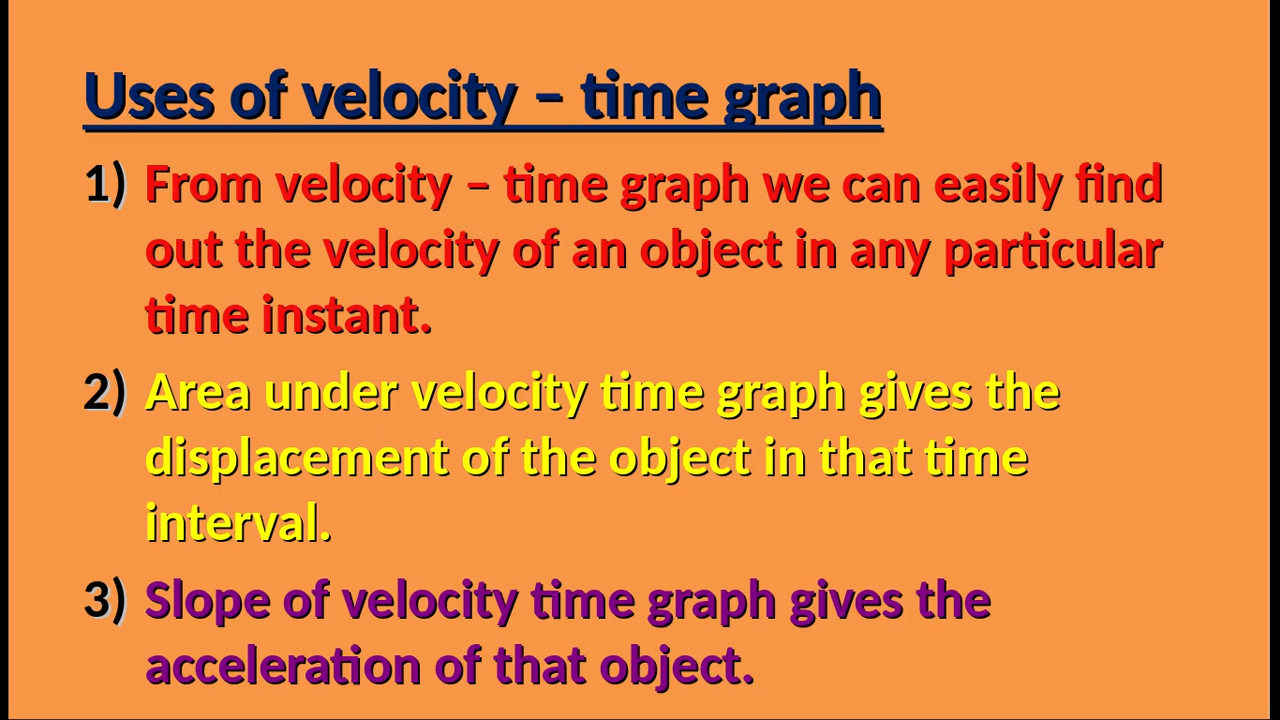 Uses of velocity – time graph
1) From velocity – time graph we can easily find
out the velocity of an object in any particular
time instant.
2) Area under velocity time graph gives the
displacement of the object in that time
interval.
3) Slope of velocity time graph gives the
acceleration of that object.